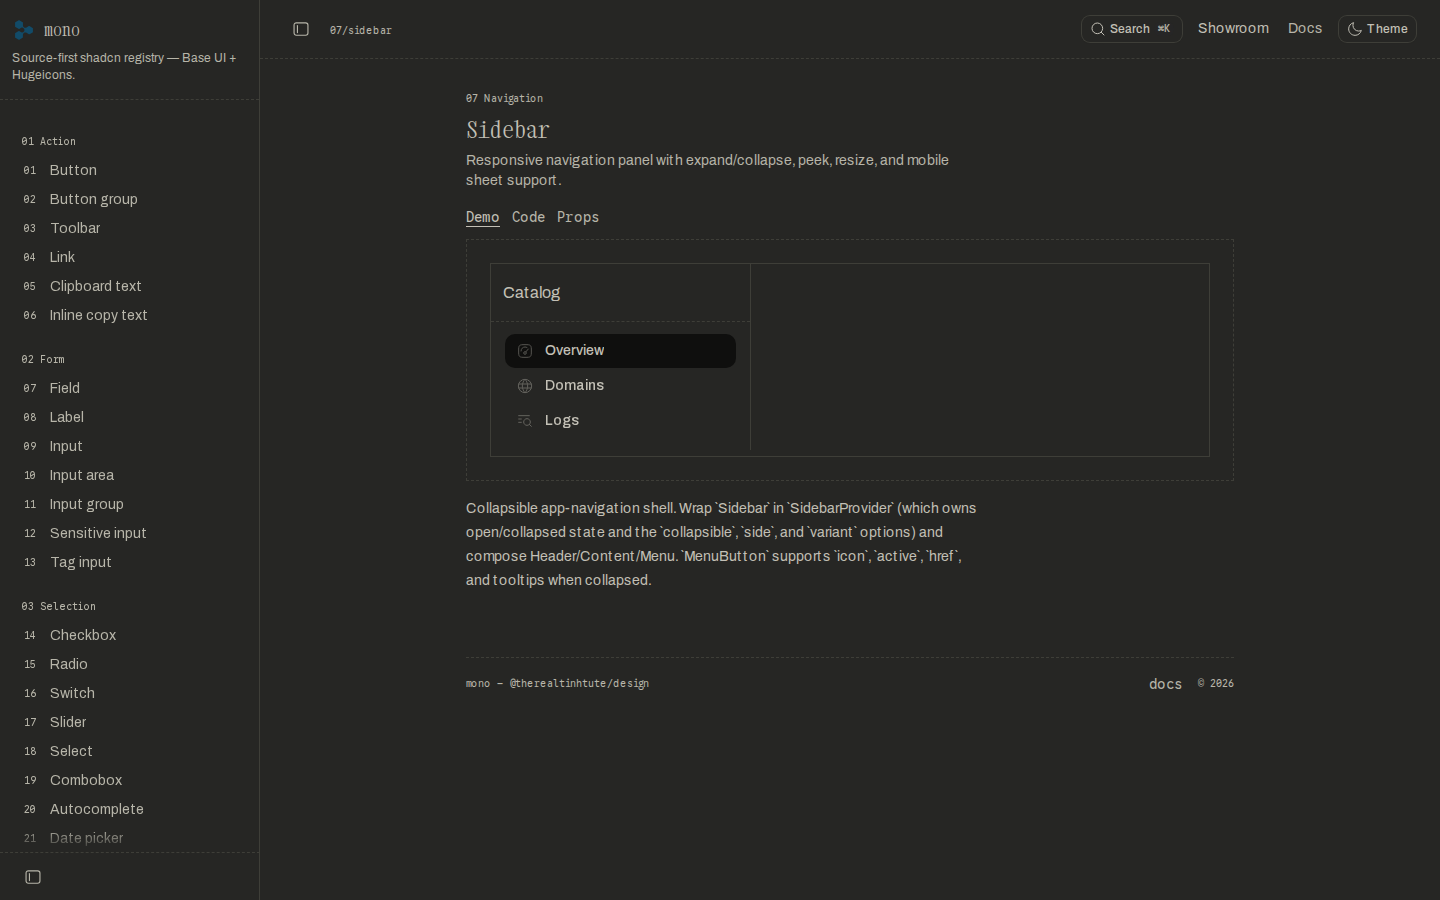 mono
Source-first shadcn registry — Base UI +
Hugeicons.
01 Action
01 Button
02 Button group
03 Toolbar
04 Link
05 Clipboard text
06 Inline copy text
02 Form
07 Field
08 Label
09 Input
10 Input area
11 Input group
12 Sensitive input
13 Tag input
03 Selection
14 Checkbox
15 Radio
16 Switch
17 Slider
18 Select
19 Combobox
20 Autocomplete
21 Date picker
07/sidebar
Search ⌘K
Showroom
Docs
Theme
07 Navigation
Sidebar
Responsive navigation panel with expand/collapse, peek, resize, and mobile
sheet support.
Demo Code Props
Catalog
Overview
Domains
Logs
Collapsible app-navigation shell. Wrap `Sidebar` in `SidebarProvider` (which owns
open/collapsed state and the `collapsible`, `side`, and `variant` options) and
compose Header/Content/Menu. `MenuButton` supports `icon`, `active`, `href`,
and tooltips when collapsed.
mono — @therealtinhtute/design
docs © 2026